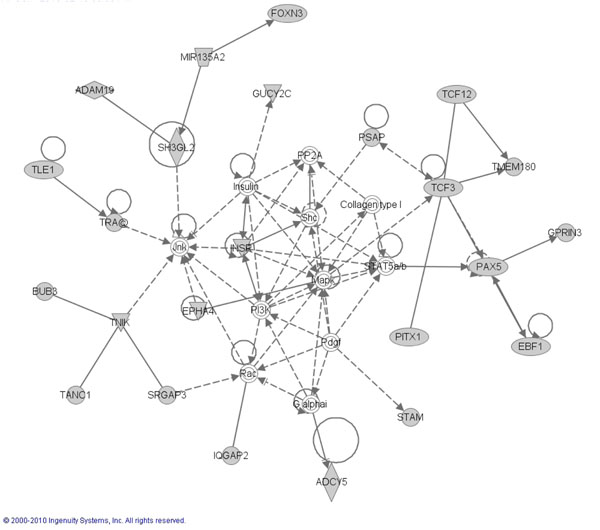 FOXN3
MIR135A2
ADAM19
GUCY2C
TCF12
PSAP
SH3GL2
PP2A
TMEM180
TLE1
Insulin
TCF3
Collagen type I
TRA@
Shc
GPRIN3
Jnk
INSR
STAT5a/b
PAX5
Mapk
BUB3
EPHA4
PI3K
TNIK
PITX1
Pdgf
EBF1
Rac
TANC1
SRGAP3
G alphai
STAM
IQGAP2
ADCY5
© 2000-2010 Ingenuity Systems, Inc. All rights reserved.